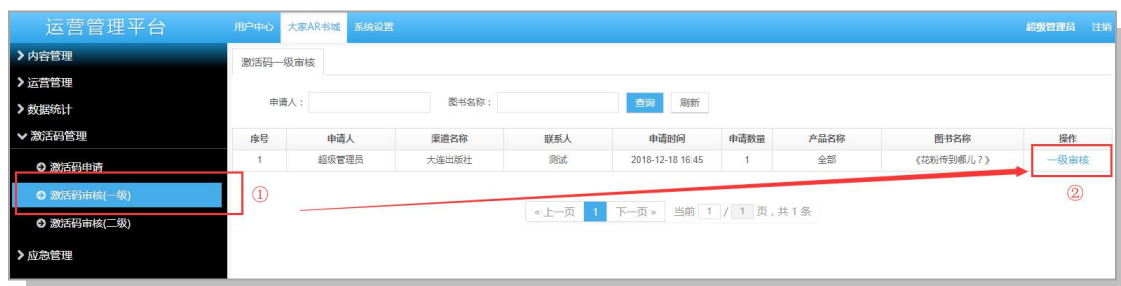 运营管理平台 用户中心 大家AR书城 系统设置 超级管理员 注销
内容管理
运营管理
数据统计
激活码管理
激活码申请
激活码审核(一级)
激活码审核(二级)
应急管理
激活码一级审核
申请人： 图书名称： 查询 刷新
序号 申请人 渠道名称 联系人 申请时间 申请数量 产品名称 图书名称 操作
1 超级管理员 大连出版社 测试 2018-12-18 16:45 1 全部 《花粉传到哪儿？》 一级审核
① ②
«上一页 1 下一页» 当前 1 / 1 页，共 1 条